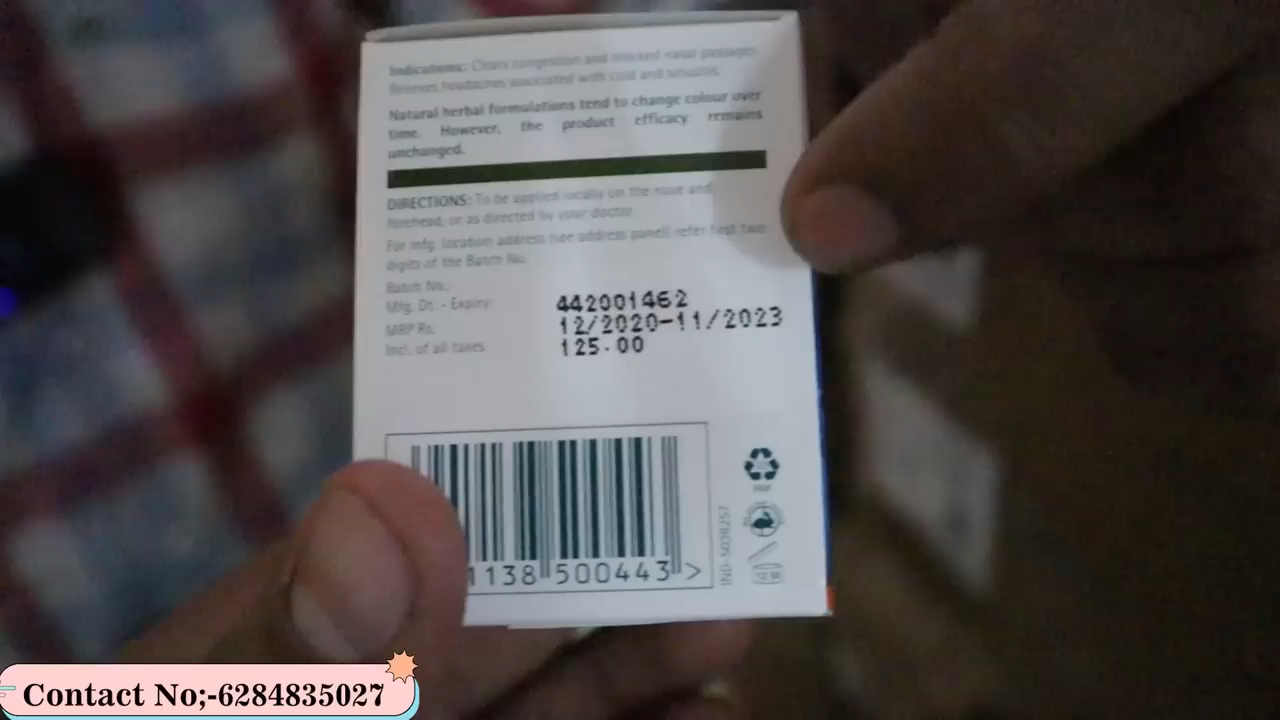 Indications: Clears congestion and blocked nasal passages.
Relieves headaches associated with cold and sinusitis.
Natural herbal formulations tend to change colour over
time. However, the product efficacy remains
unchanged.
DIRECTIONS: To be applied locally on the nose and
forehead, or as directed by your doctor.
For mfg. location address (see address panel) refer first two
digits of the Batch No.
Batch No.:
Mfg. Dt. - Expiry: 442001462
MRP Rs. 12/2020-11/2023
Incl. of all taxes 125.00
1138 500443 >
IND-5038257
12 M
Contact No;-6284835027